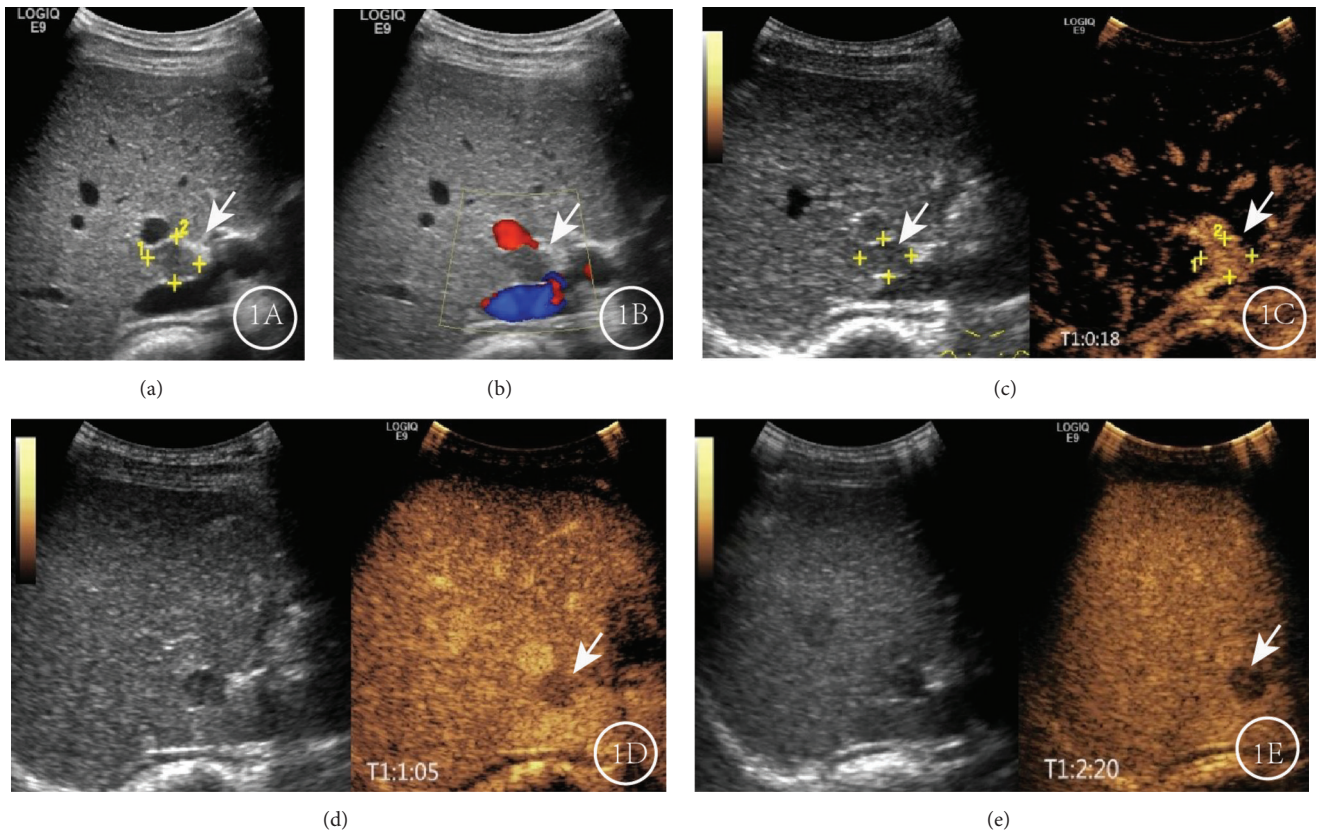 LOGIQ
E9
1
2
1A
LOGIQ
E9
1B
LOGIQ
E9
1
2
T1:0:18
1C
(a)
(b)
(c)
LOGIQ
E9
T1:1:05
1D
LOGIQ
E9
T1:2:20
1E
(d)
(e)